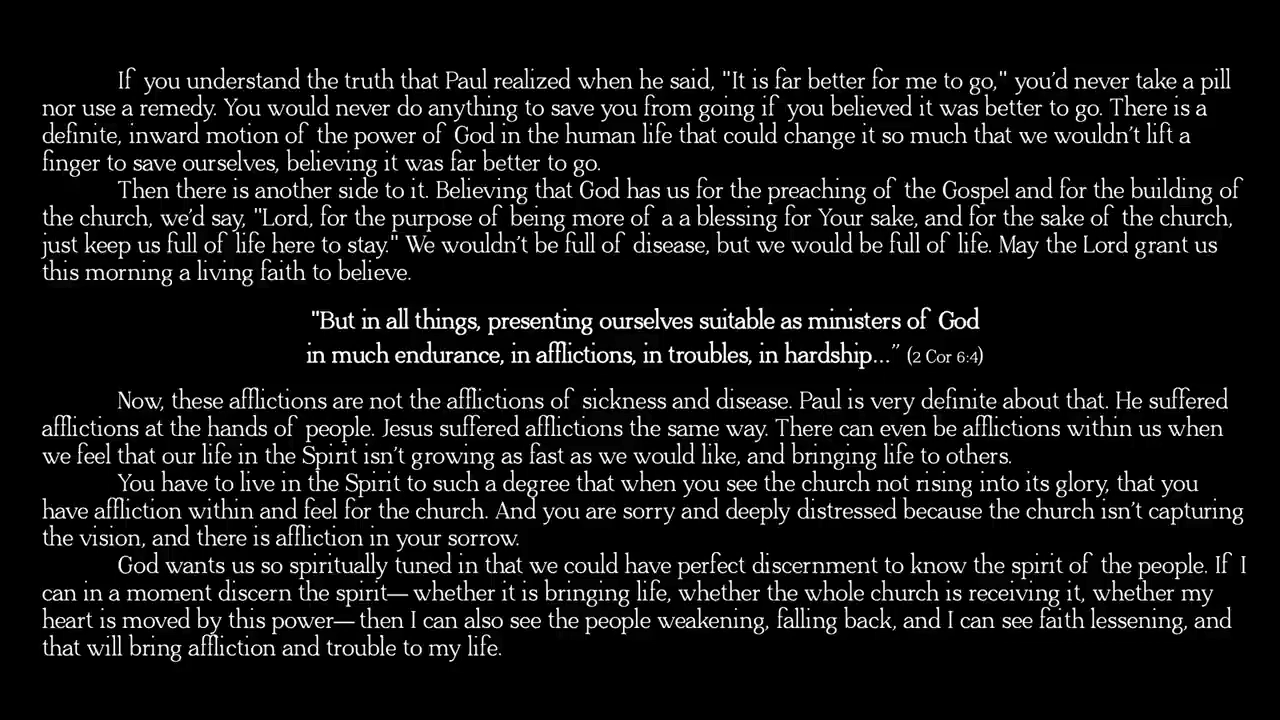 If you understand the truth that Paul realized when he said, "It is far better for me to go," you'd never take a pill
nor use a remedy. You would never do anything to save you from going if you believed it was better to go. There is a
definite, inward motion of the power of God in the human life that could change it so much that we wouldn't lift a
finger to save ourselves, believing it was far better to go.
Then there is another side to it. Believing that God has us for the preaching of the Gospel and for the building of
the church, we'd say, "Lord, for the purpose of being more of a a blessing for Your sake, and for the sake of the church,
just keep us full of life here to stay." We wouldn't be full of disease, but we would be full of life. May the Lord grant us
this morning a living faith to believe.
"But in all things, presenting ourselves suitable as ministers of God
in much endurance, in afflictions, in troubles, in hardship…” (2 Cor 6:4)
Now, these afflictions are not the afflictions of sickness and disease. Paul is very definite about that. He suffered
afflictions at the hands of people. Jesus suffered afflictions the same way. There can even be afflictions within us when
we feel that our life in the Spirit isn't growing as fast as we would like, and bringing life to others.
You have to live in the Spirit to such a degree that when you see the church not rising into its glory, that you
have affliction within and feel for the church. And you are sorry and deeply distressed because the church isn't capturing
the vision, and there is affliction in your sorrow.
God wants us so spiritually tuned in that we could have perfect discernment to know the spirit of the people. If I
can in a moment discern the spirit— whether it is bringing life, whether the whole church is receiving it, whether my
heart is moved by this power— then I can also see the people weakening, falling back, and I can see faith lessening, and
that will bring affliction and trouble to my life.